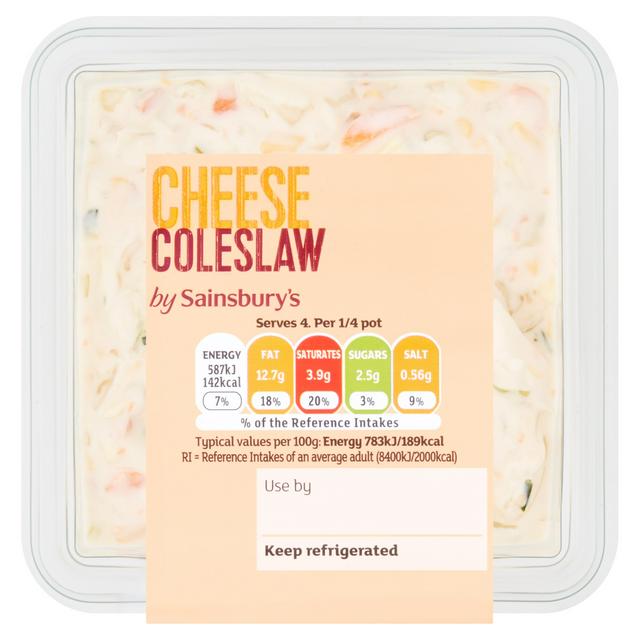 CHEESE
COLESLAW
by Sainsbury's
Serves 4. Per 1/4 pot
ENERGY
587kJ
142kcal
7%
FAT
12.7g
18%
SATURATES
3.9g
20%
SUGARS
2.5g
3%
SALT
0.56g
9%
% of the Reference Intakes
Typical values per 100g: Energy 783kJ/189kcal
RI = Reference Intakes of an average adult (8400kJ/2000kcal)
Use by
Keep refrigerated